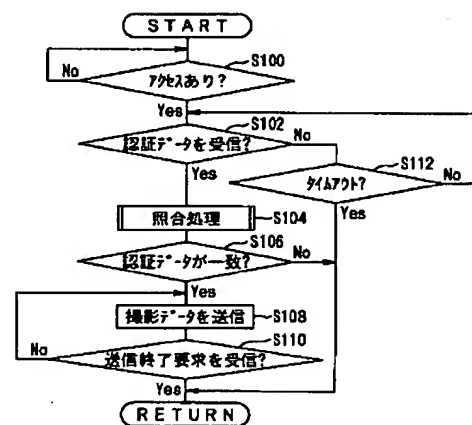 START
アクセスあり?
S100
No
Yes
認証データを受信?
S102
No
Yes
タイムアウト?
S112
No
Yes
照合処理
S104
認証データが一致?
S106
No
Yes
撮影データを送信
S108
送信終了要求を受信?
S110
No
Yes
RETURN